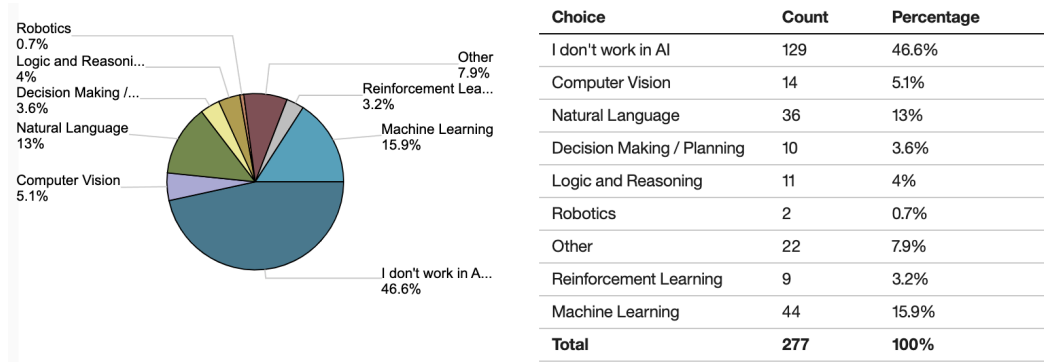 Robotics
0.7%
Logic and Reasoni...
4%
Decision Making /...
3.6%
Natural Language
13%
Computer Vision
5.1%
Other
7.9%
Reinforcement Lea...
3.2%
Machine Learning
15.9%
I don't work in A...
46.6%
Choice Count Percentage
I don't work in AI 129 46.6%
Computer Vision 14 5.1%
Natural Language 36 13%
Decision Making / Planning 10 3.6%
Logic and Reasoning 11 4%
Robotics 2 0.7%
Other 22 7.9%
Reinforcement Learning 9 3.2%
Machine Learning 44 15.9%
Total 277 100%